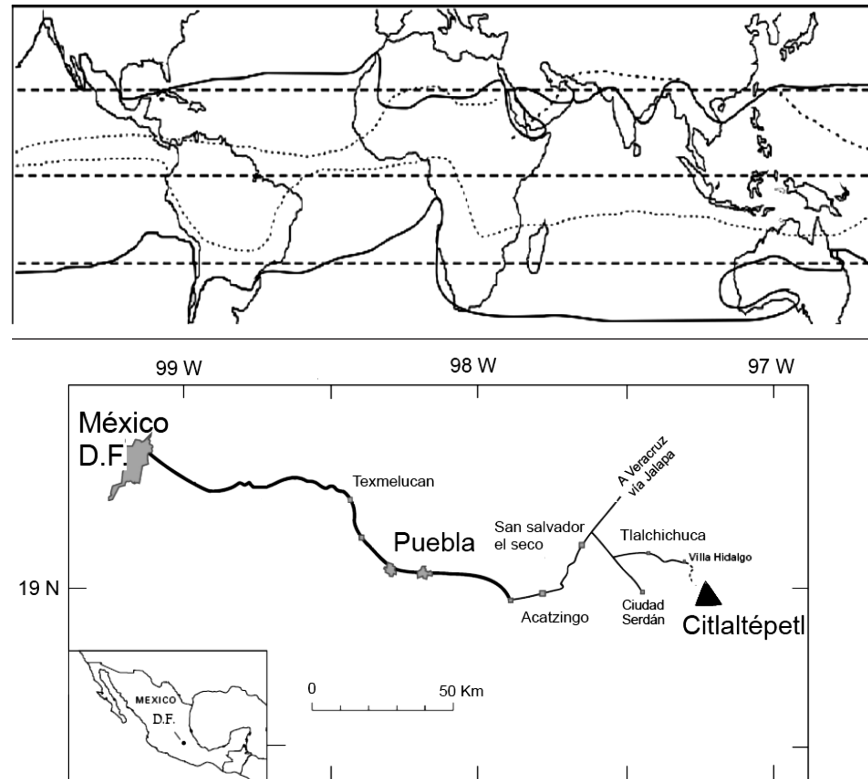 99 W
98 W
97 W
México
D.F.
Texmelucan
A Veracruz
vía Jalapa
San salvador
el seco
Tlalchichuca
Villa Hidalgo
Puebla
19 N
Acatzingo
Ciudad
Serdán
Citlaltépetl
MEXICO
D.F.
0
50 Km